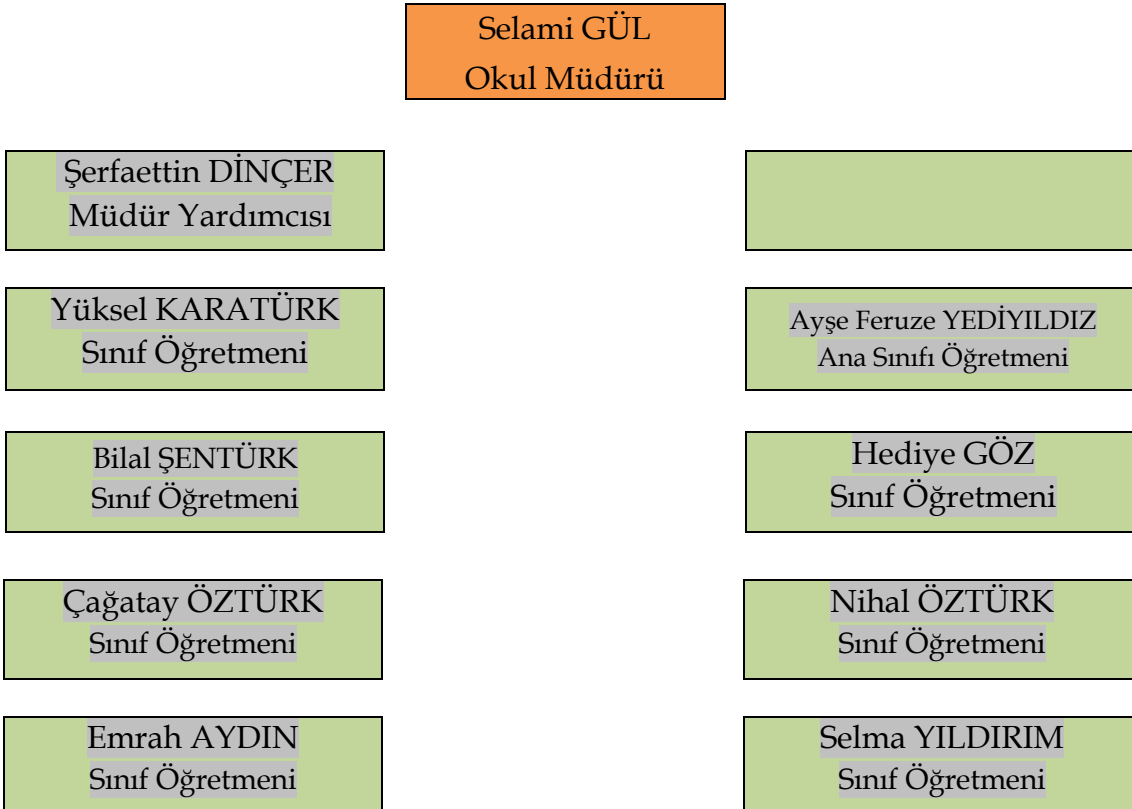 Selami GÜL
Okul Müdürü
Şerfaettin DİNÇER
Müdür Yardımcısı
Yüksel KARATÜRK
Sınıf Öğretmeni
Ayşe Feruze YEDİYILDIZ
Ana Sınıfı Öğretmeni
Bilal ŞENTÜRK
Sınıf Öğretmeni
Hediye GÖZ
Sınıf Öğretmeni
Çağatay ÖZTÜRK
Sınıf Öğretmeni
Nihal ÖZTÜRK
Sınıf Öğretmeni
Emrah AYDIN
Sınıf Öğretmeni
Selma YILDIRIM
Sınıf Öğretmeni